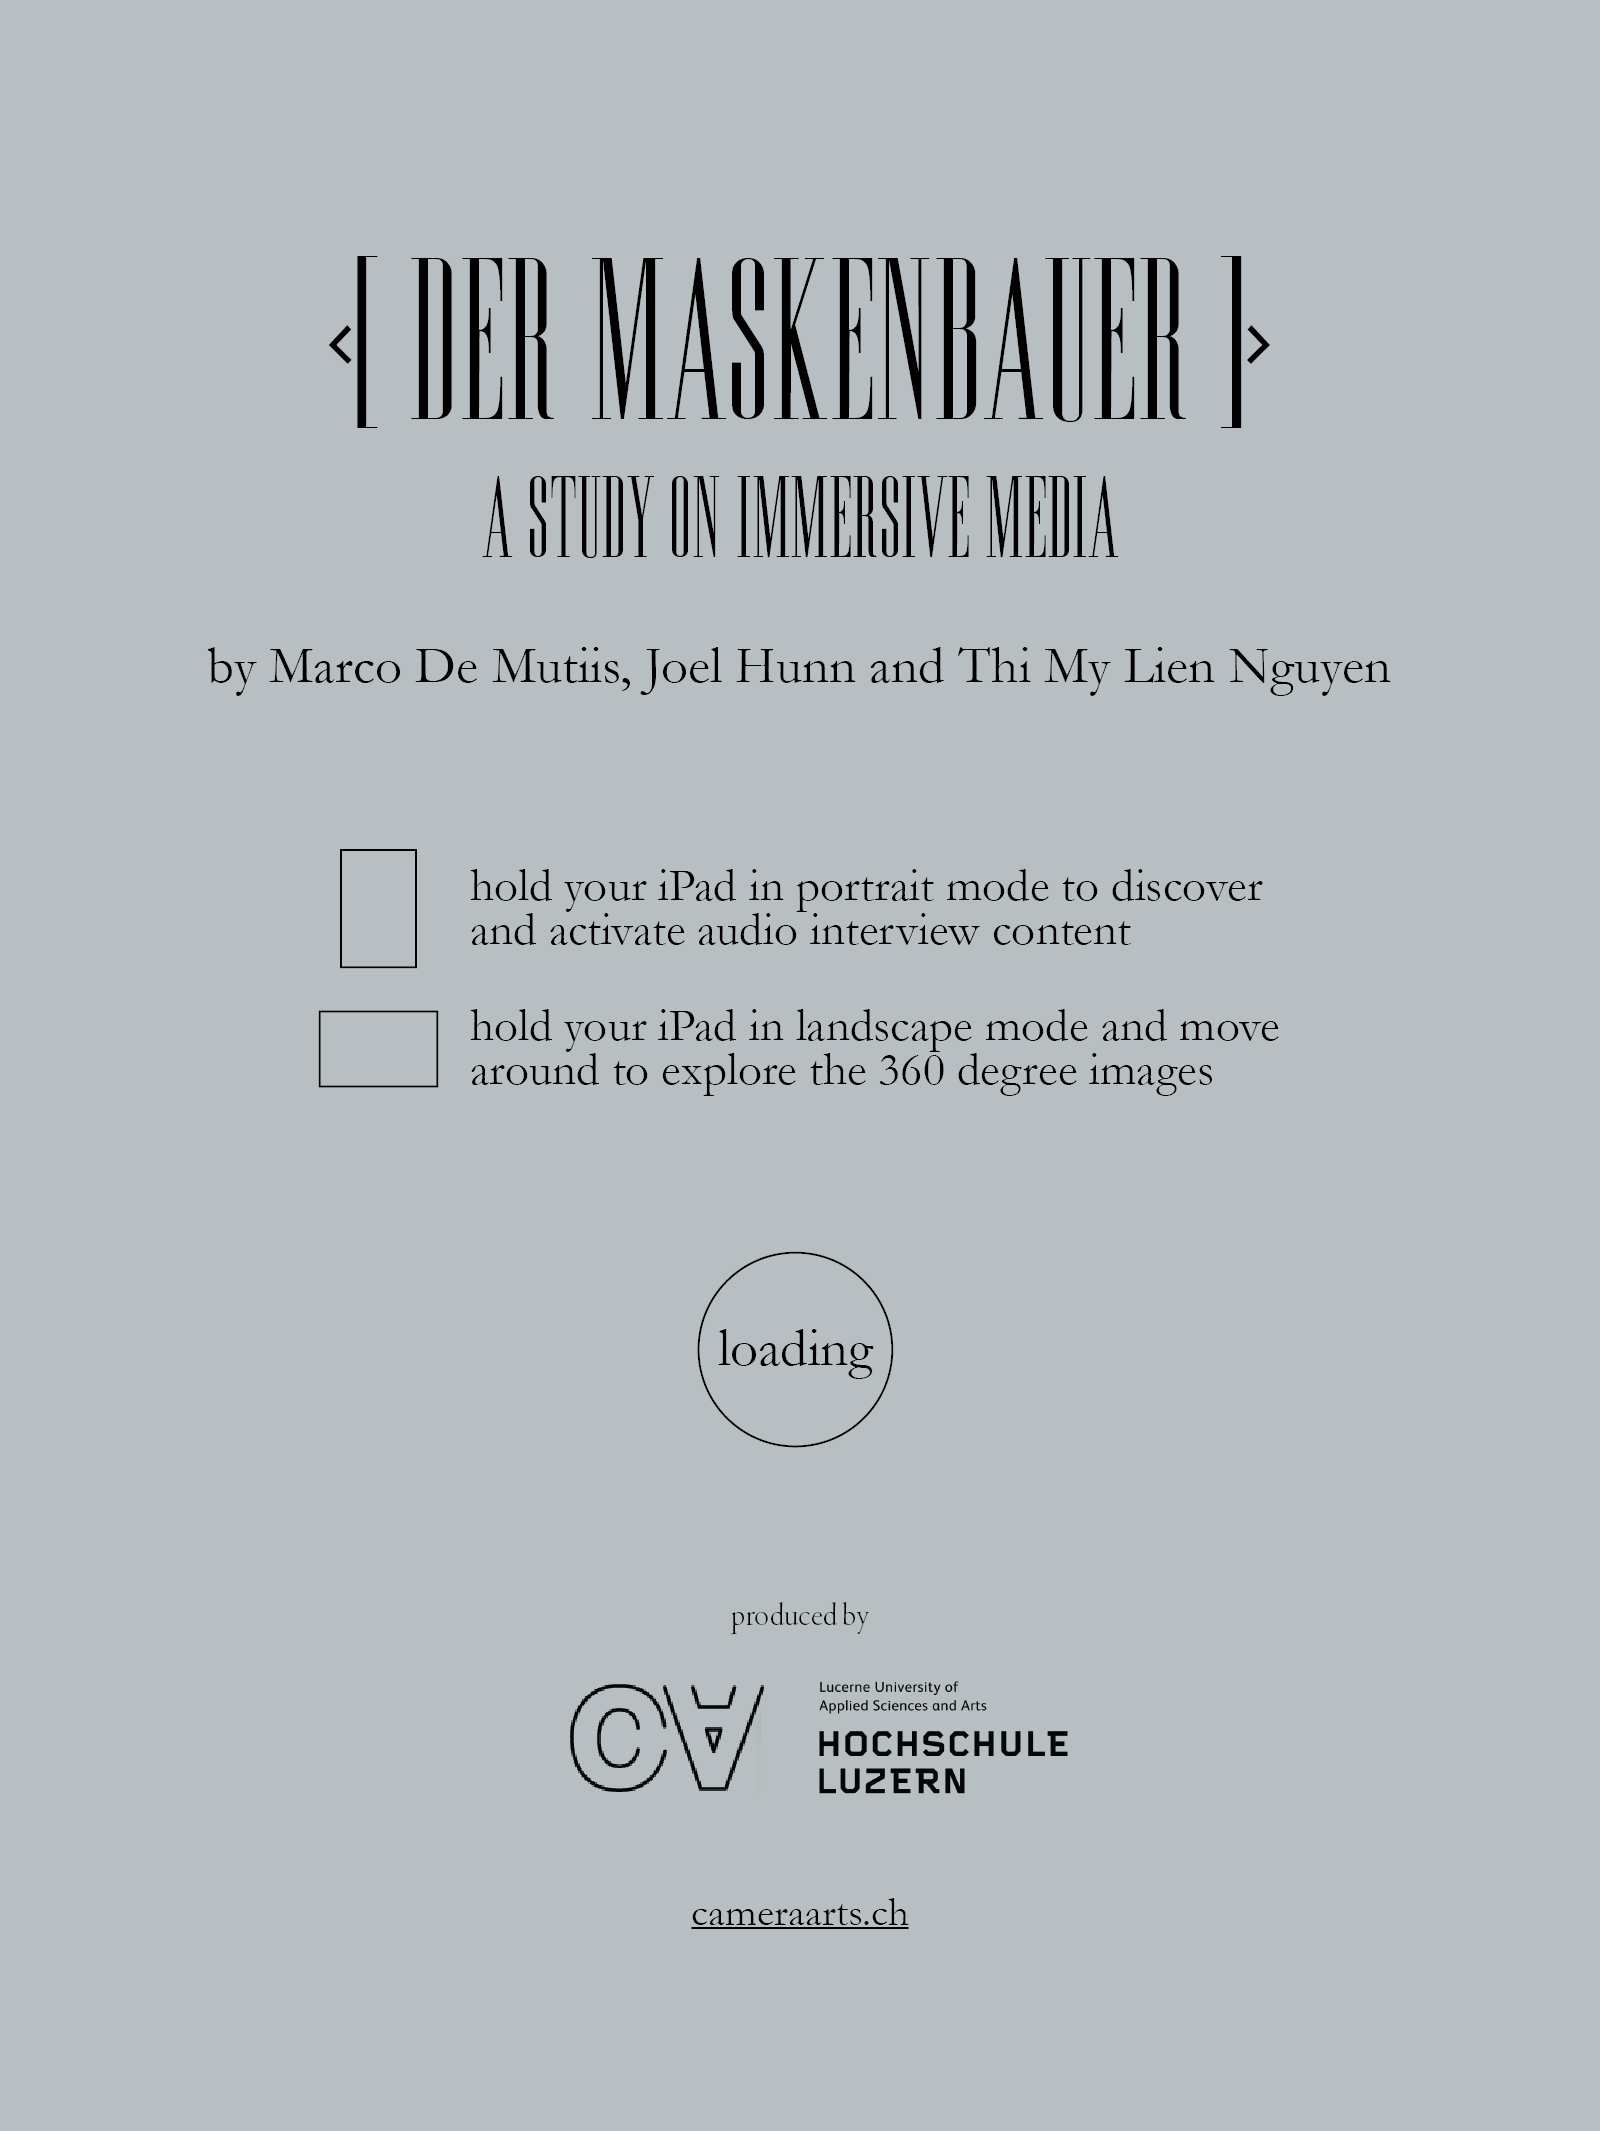 <[ DER MASKENBAUER ]>
A STUDY ON IMMERSIVE MEDIA
by Marco De Mutiis, Joel Hunn and Thi My Lien Nguyen
hold your iPad in portrait mode to discover
and activate audio interview content
hold your iPad in landscape mode and move
around to explore the 360 degree images
loading
produced by
CA
Lucerne University of
Applied Sciences and Arts
HOCHSCHULE
LUZERN
cameraarts.ch